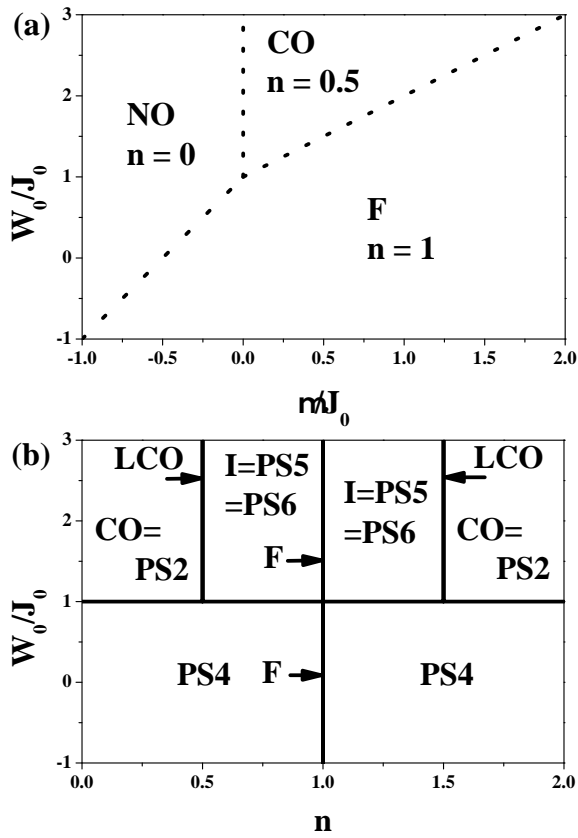 (a)
3
2
1
0
-1
W₀/J₀
CO
n = 0.5
NO
n = 0
F
n = 1
-1.0 -0.5 0.0 0.5 1.0 1.5 2.0
m/J₀
(b)
3
2
1
0
-1
W₀/J₀
LCO
I=PS5
=PS6
CO=
PS2
F
I=PS5
=PS6
LCO
CO=
PS2
PS4
F
PS4
0.0 0.5 1.0 1.5 2.0
n